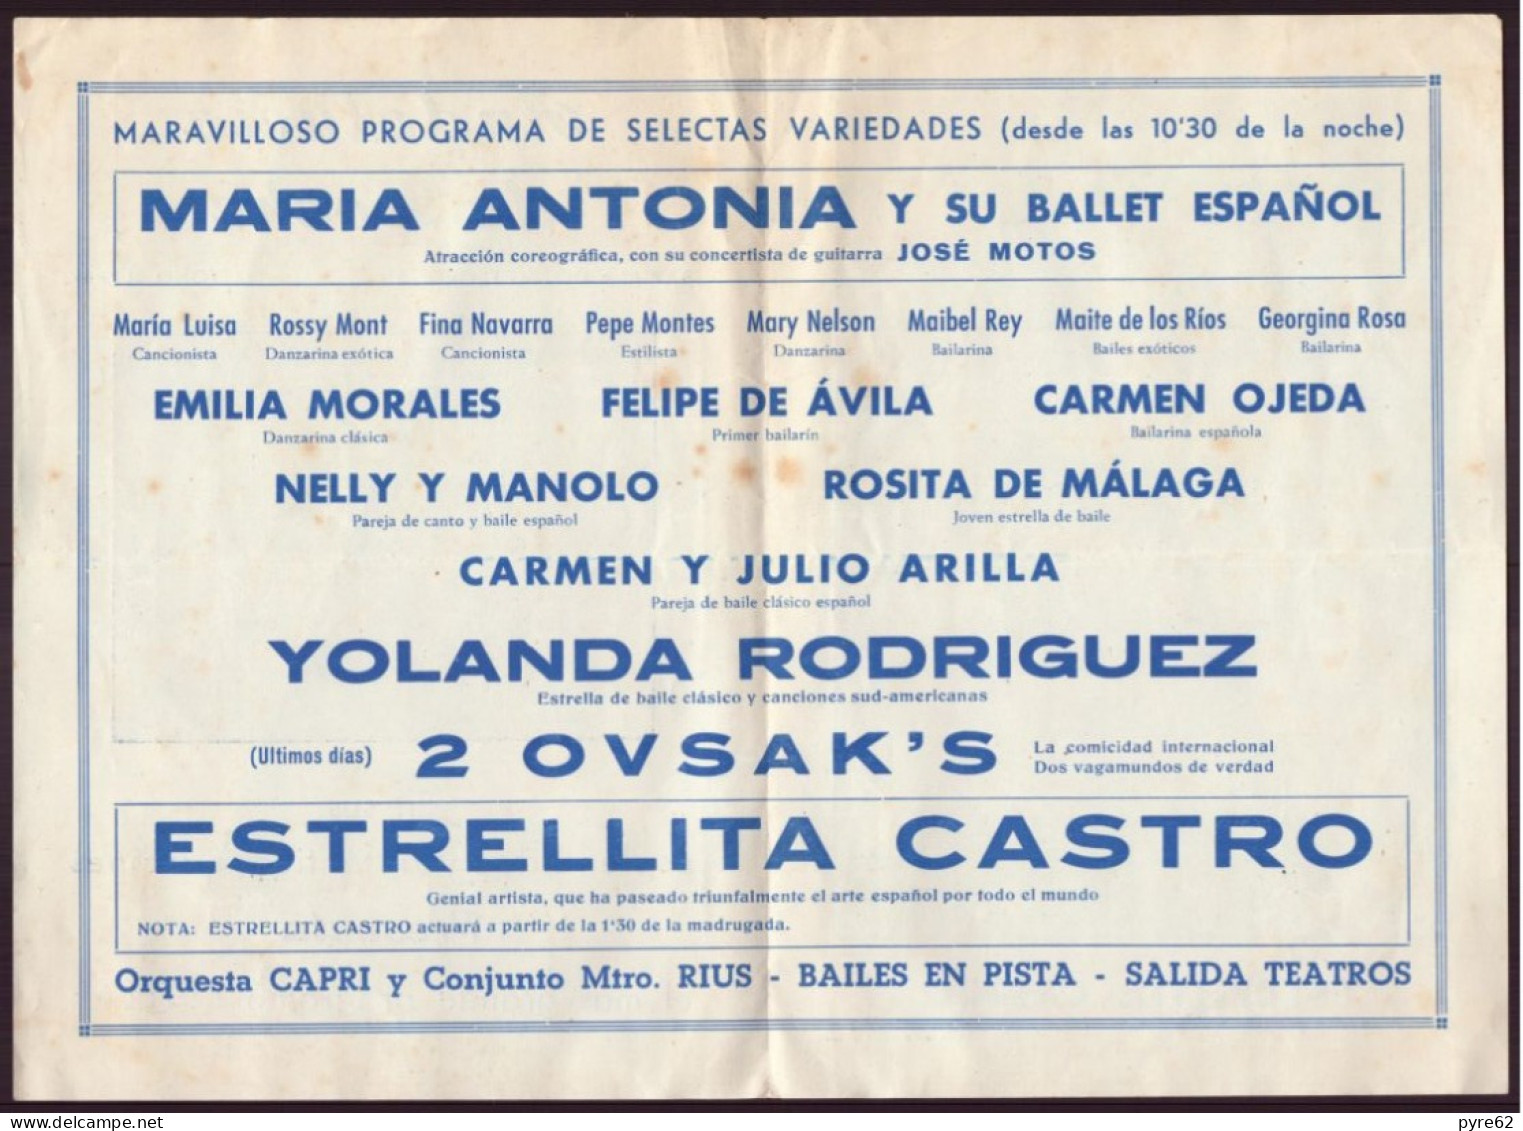 MARAVILLOSO PROGRAMA DE SELECTAS VARIEDADES (desde las 10'30 de la noche)
MARIA ANTONIA Y SU BALLET ESPAÑOL
Atracción coreográfica, con su concertista de guitarra JOSÉ MOTOS
María Luisa Rossy Mont Fina Navarra Pepe Montes Mary Nelson Maibel Rey Maite de los Ríos Georgina Rosa
Cancionista Danzarina exótica Cancionista Estilista Danzarina Bailarina Bailes exóticos Bailarina
EMILIA MORALES FELIPE DE ÁVILA CARMEN OJEDA
Danzarina clásica Primer bailarín Bailarina española
NELLY Y MANOLO ROSITA DE MÁLAGA
Pareja de canto y baile español Joven estrella de baile
CARMEN Y JULIO ARILLA
Pareja de baile clásico español
YOLANDA RODRIGUEZ
Estrella de baile clásico y canciones sud-americanas
(Ultimos días) 2 OVSAK'S La comicidad internacional
Dos vagamundos de verdad
ESTRELLITA CASTRO
Genial artista, que ha paseado triunfalmente el arte español por todo el mundo
NOTA: ESTRELLITA CASTRO actuará a partir de la 1'30 de la madrugada.
Orquesta CAPRI y Conjunto Mtro. RIUS - BAILES EN PISTA - SALIDA TEATROS
pyre62